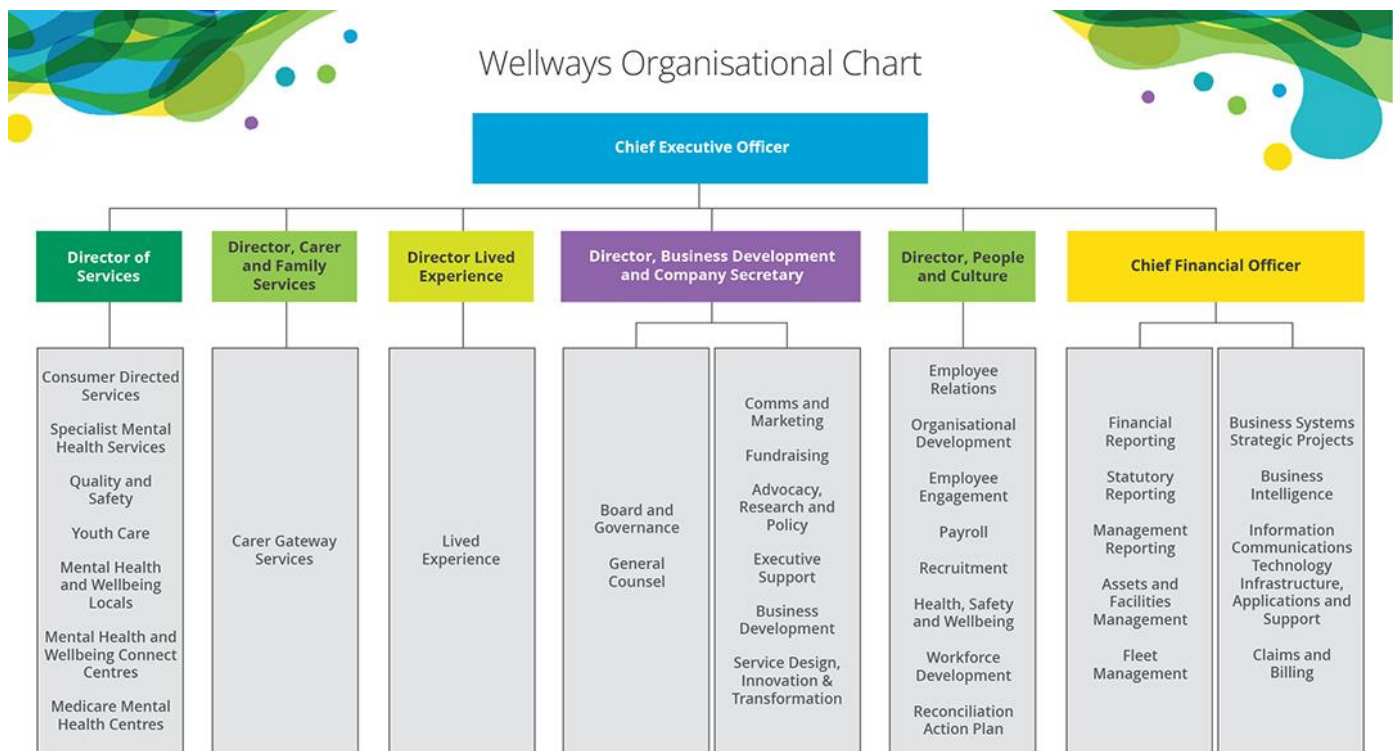 Wellways Organisational Chart
Chief Executive Officer
Director of
Services
Director, Carer
and Family
Services
Director Lived
Experience
Director, Business Development
and Company Secretary
Director, People
and Culture
Chief Financial Officer
Consumer Directed
Services
Specialist Mental
Health Services
Quality and
Safety
Youth Care
Mental Health
and Wellbeing
Locals
Mental Health and
Wellbeing Connect
Centres
Medicare Mental
Health Centres
Carer Gateway
Services
Lived
Experience
Board and
Governance
General
Counsel
Comms and
Marketing
Fundraising
Advocacy,
Research and
Policy
Executive
Support
Business
Development
Service Design,
Innovation &
Transformation
Employee
Relations
Organisational
Development
Employee
Engagement
Payroll
Recruitment
Health, Safety
and Wellbeing
Workforce
Development
Reconciliation
Action Plan
Financial
Reporting
Statutory
Reporting
Management
Reporting
Assets and
Facilities
Management
Fleet
Management
Business Systems
Strategic Projects
Business
Intelligence
Information
Communications
Technology
Infrastructure,
Applications and
Support
Claims and
Billing